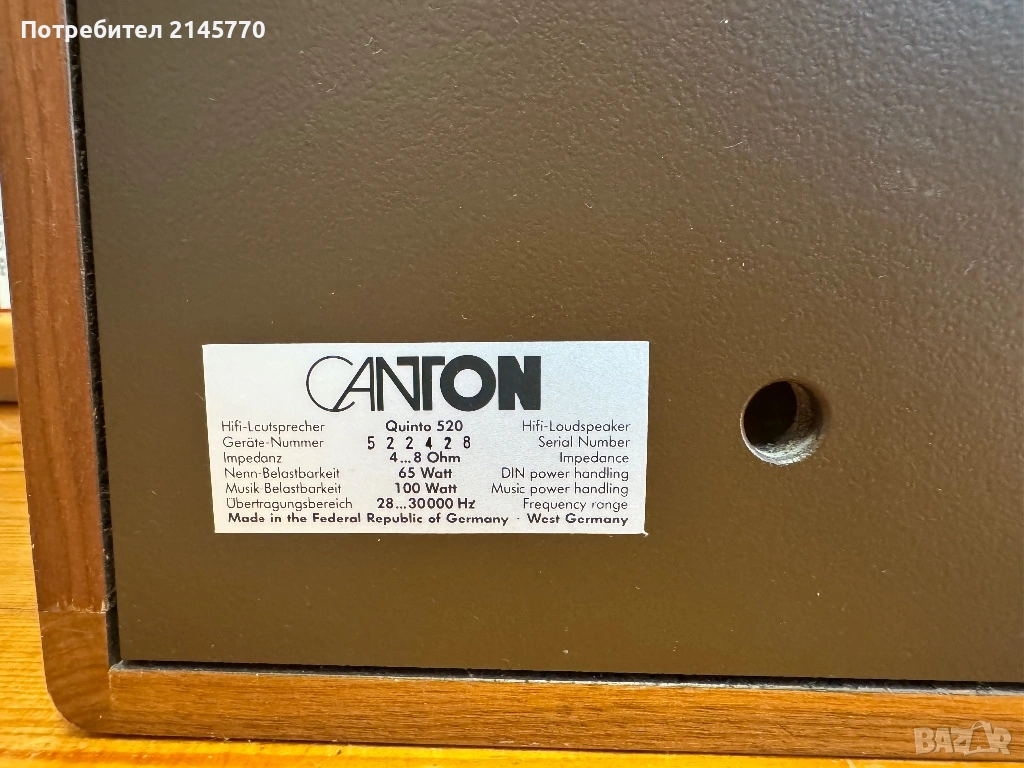 Потребител 2145770
CANTON
Hifi-Lcutsprecher Quinto 520 Hifi-Loudspeaker
Geräte-Nummer 522428 Serial Number
Impedanz 4...8 Ohm Impedance
Nenn-Belastbarkeit 65 Watt DIN power handling
Musik-Belastbarkeit 100 Watt Music power handling
Übertragungsbereich 28...30000 Hz Frequency range
Made in the Federal Republic of Germany · West Germany
BAZAR